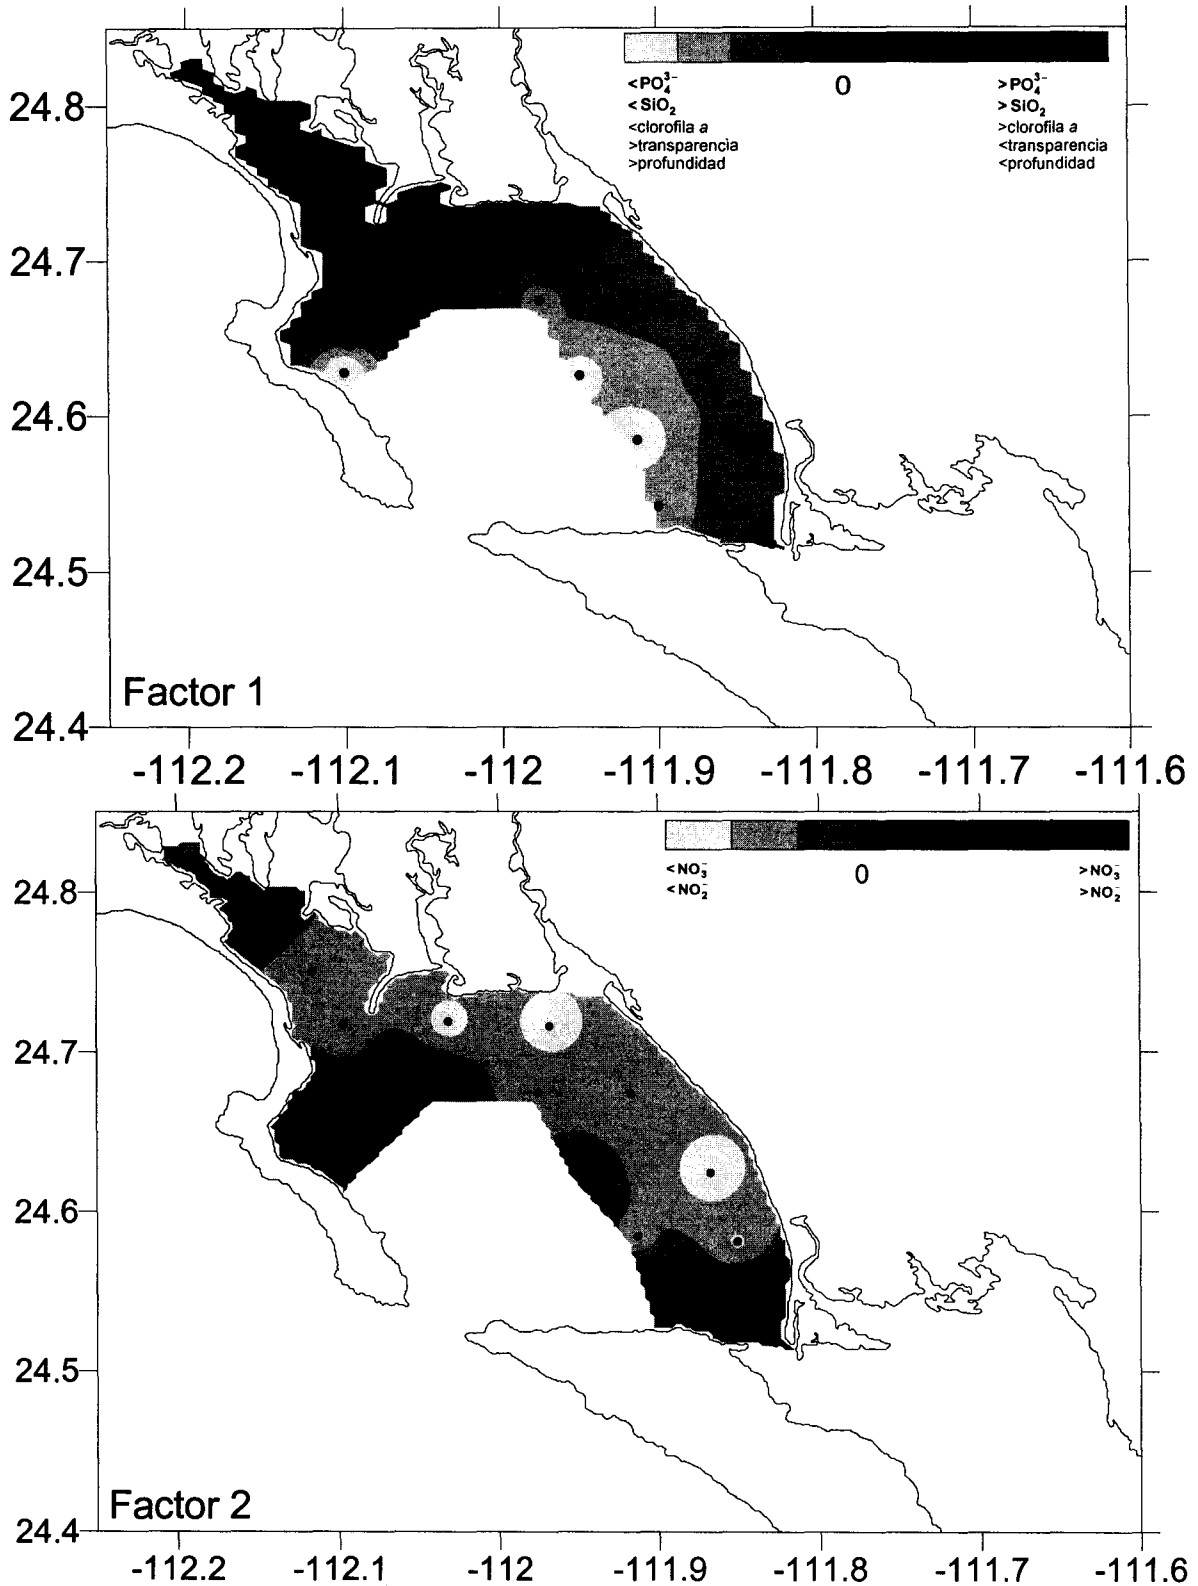 <PO₄³⁻ 0 >PO₄³⁻
<SiO₂ >SiO₂
<clorofila a >clorofila a
>transparencia <transparencia
>profundidad <profundidad
24.8
24.7
24.6
24.5
24.4
Factor 1
-112.2 -112.1 -112 -111.9 -111.8 -111.7 -111.6
<NO₃⁻ 0 >NO₃⁻
<NO₂⁻ >NO₂⁻
24.8
24.7
24.6
24.5
24.4
Factor 2
-112.2 -112.1 -112 -111.9 -111.8 -111.7 -111.6